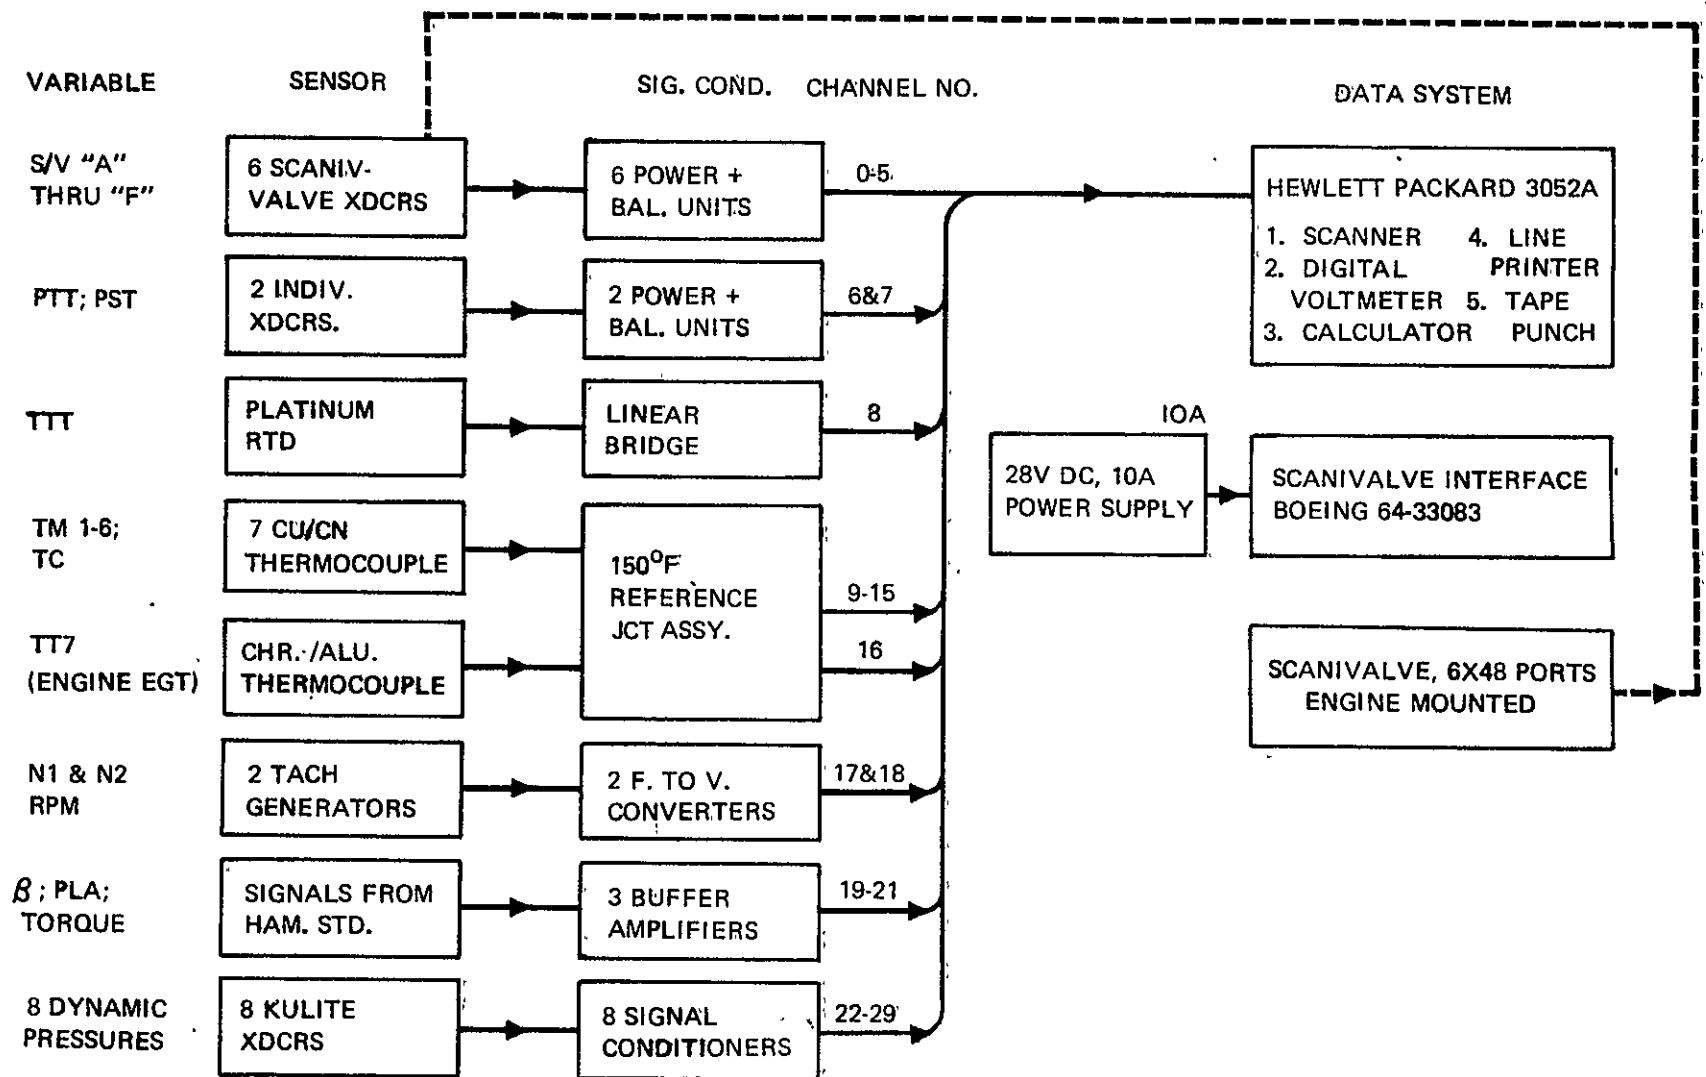 VARIABLE SENSOR SIG. COND. CHANNEL NO. DATA SYSTEM
S/V "A"
THRU "F"
6 SCANIV-
VALVE XDCRS
6 POWER +
BAL. UNITS
0-5
HEWLETT PACKARD 3052A
1. SCANNER 4. LINE
2. DIGITAL PRINTER
VOLTMETER 5. TAPE
3. CALCULATOR PUNCH
PTT; PST
2 INDIV.
XDCRS.
2 POWER +
BAL. UNITS
6&7
TTT
PLATINUM
RTD
LINEAR
BRIDGE
8
IOA
28V DC, 10A
POWER SUPPLY
SCANIVALVE INTERFACE
BOEING 64-33083
TM 1-6;
TC
7 CU/CN
THERMOCOUPLE
150°F
REFERENCE
JCT ASSY.
9-15
TT7
(ENGINE EGT)
CHR./ALU.
THERMOCOUPLE
16
SCANIVALVE, 6X48 PORTS
ENGINE MOUNTED
N1 & N2
RPM
2 TACH
GENERATORS
2 F. TO V.
CONVERTERS
17&18
β; PLA;
TORQUE
SIGNALS FROM
HAM. STD.
3 BUFFER
AMPLIFIERS
19-21
8 DYNAMIC
PRESSURES
8 KULITE
XDCRS
8 SIGNAL
CONDITIONERS
22-29